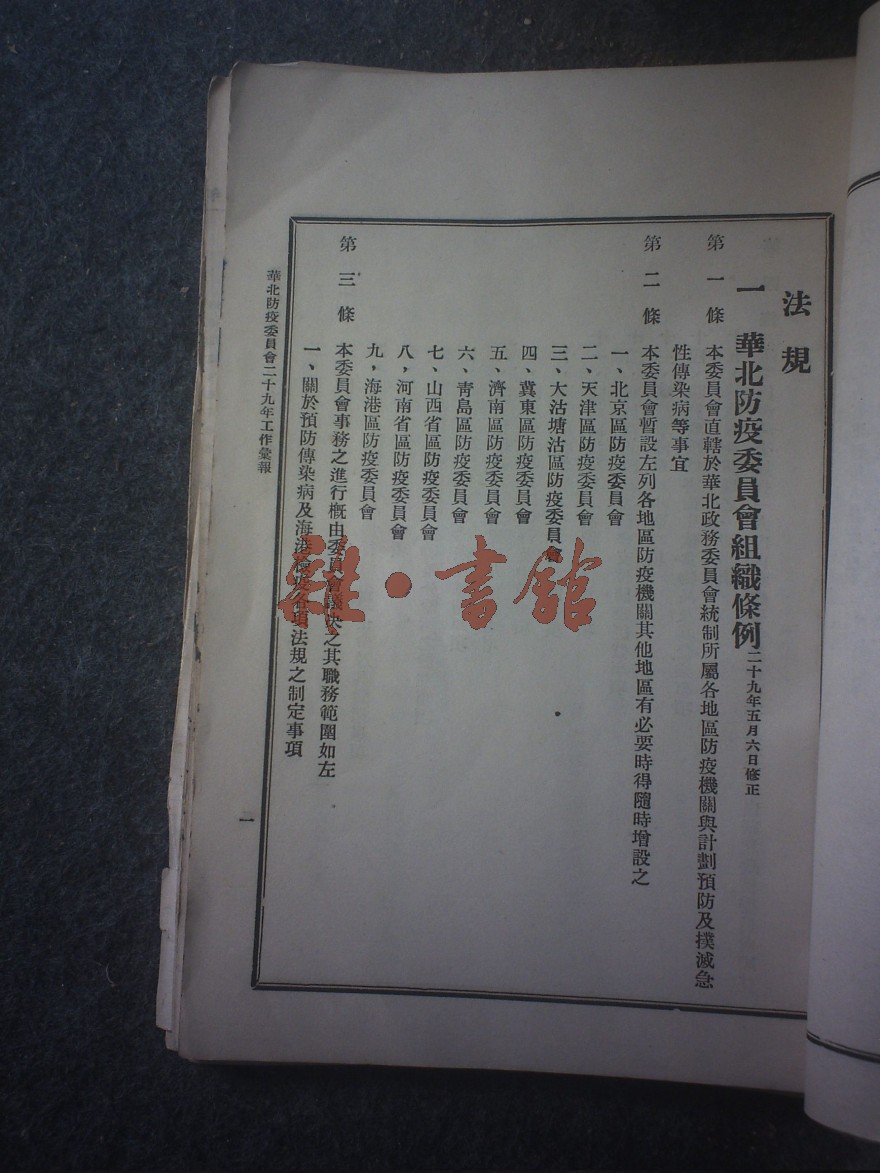 法規
一 華北防疫委員會組織條例 二十九年五月六日修正
第一條 本委員會直轄於華北政務委員會統制所屬各地區防疫機關與計劃預防及撲滅急
性傳染病等事宜
第二條 本委員會暫設左列各地區防疫機關其他地區有必要時得隨時增設之
一、北京區防疫委員會
二、天津區防疫委員會
三、大沽塘沽區防疫委員會
四、冀東區防疫委員會
五、濟南區防疫委員會
六、青島區防疫委員會
七、山西省區防疫委員會
八，河南省區防疫委員會
九，海港區防疫委員會
第三條 本委員會事務之進行概由委員會議決之其職務範圍如左
一、關於預防傳染病及海港檢疫各項法規之制定事項
華北防疫委員會二十九年工作彙報
一
雜·書館